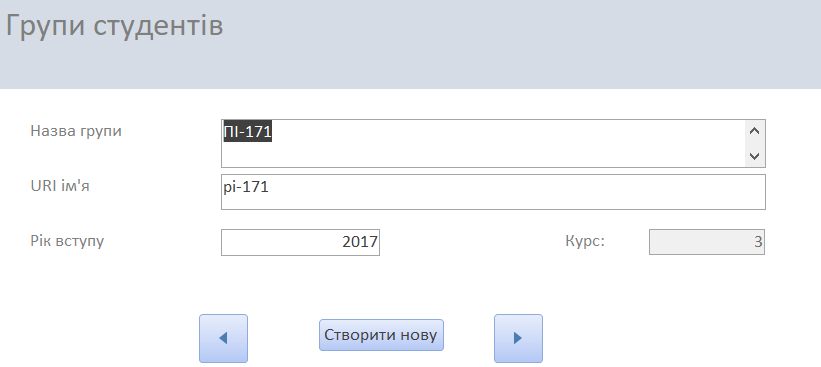 Групи студентів
Назва групи ПІ-171
URI ім'я pi-171
Рік вступу 2017 Курс: 3
Створити нову